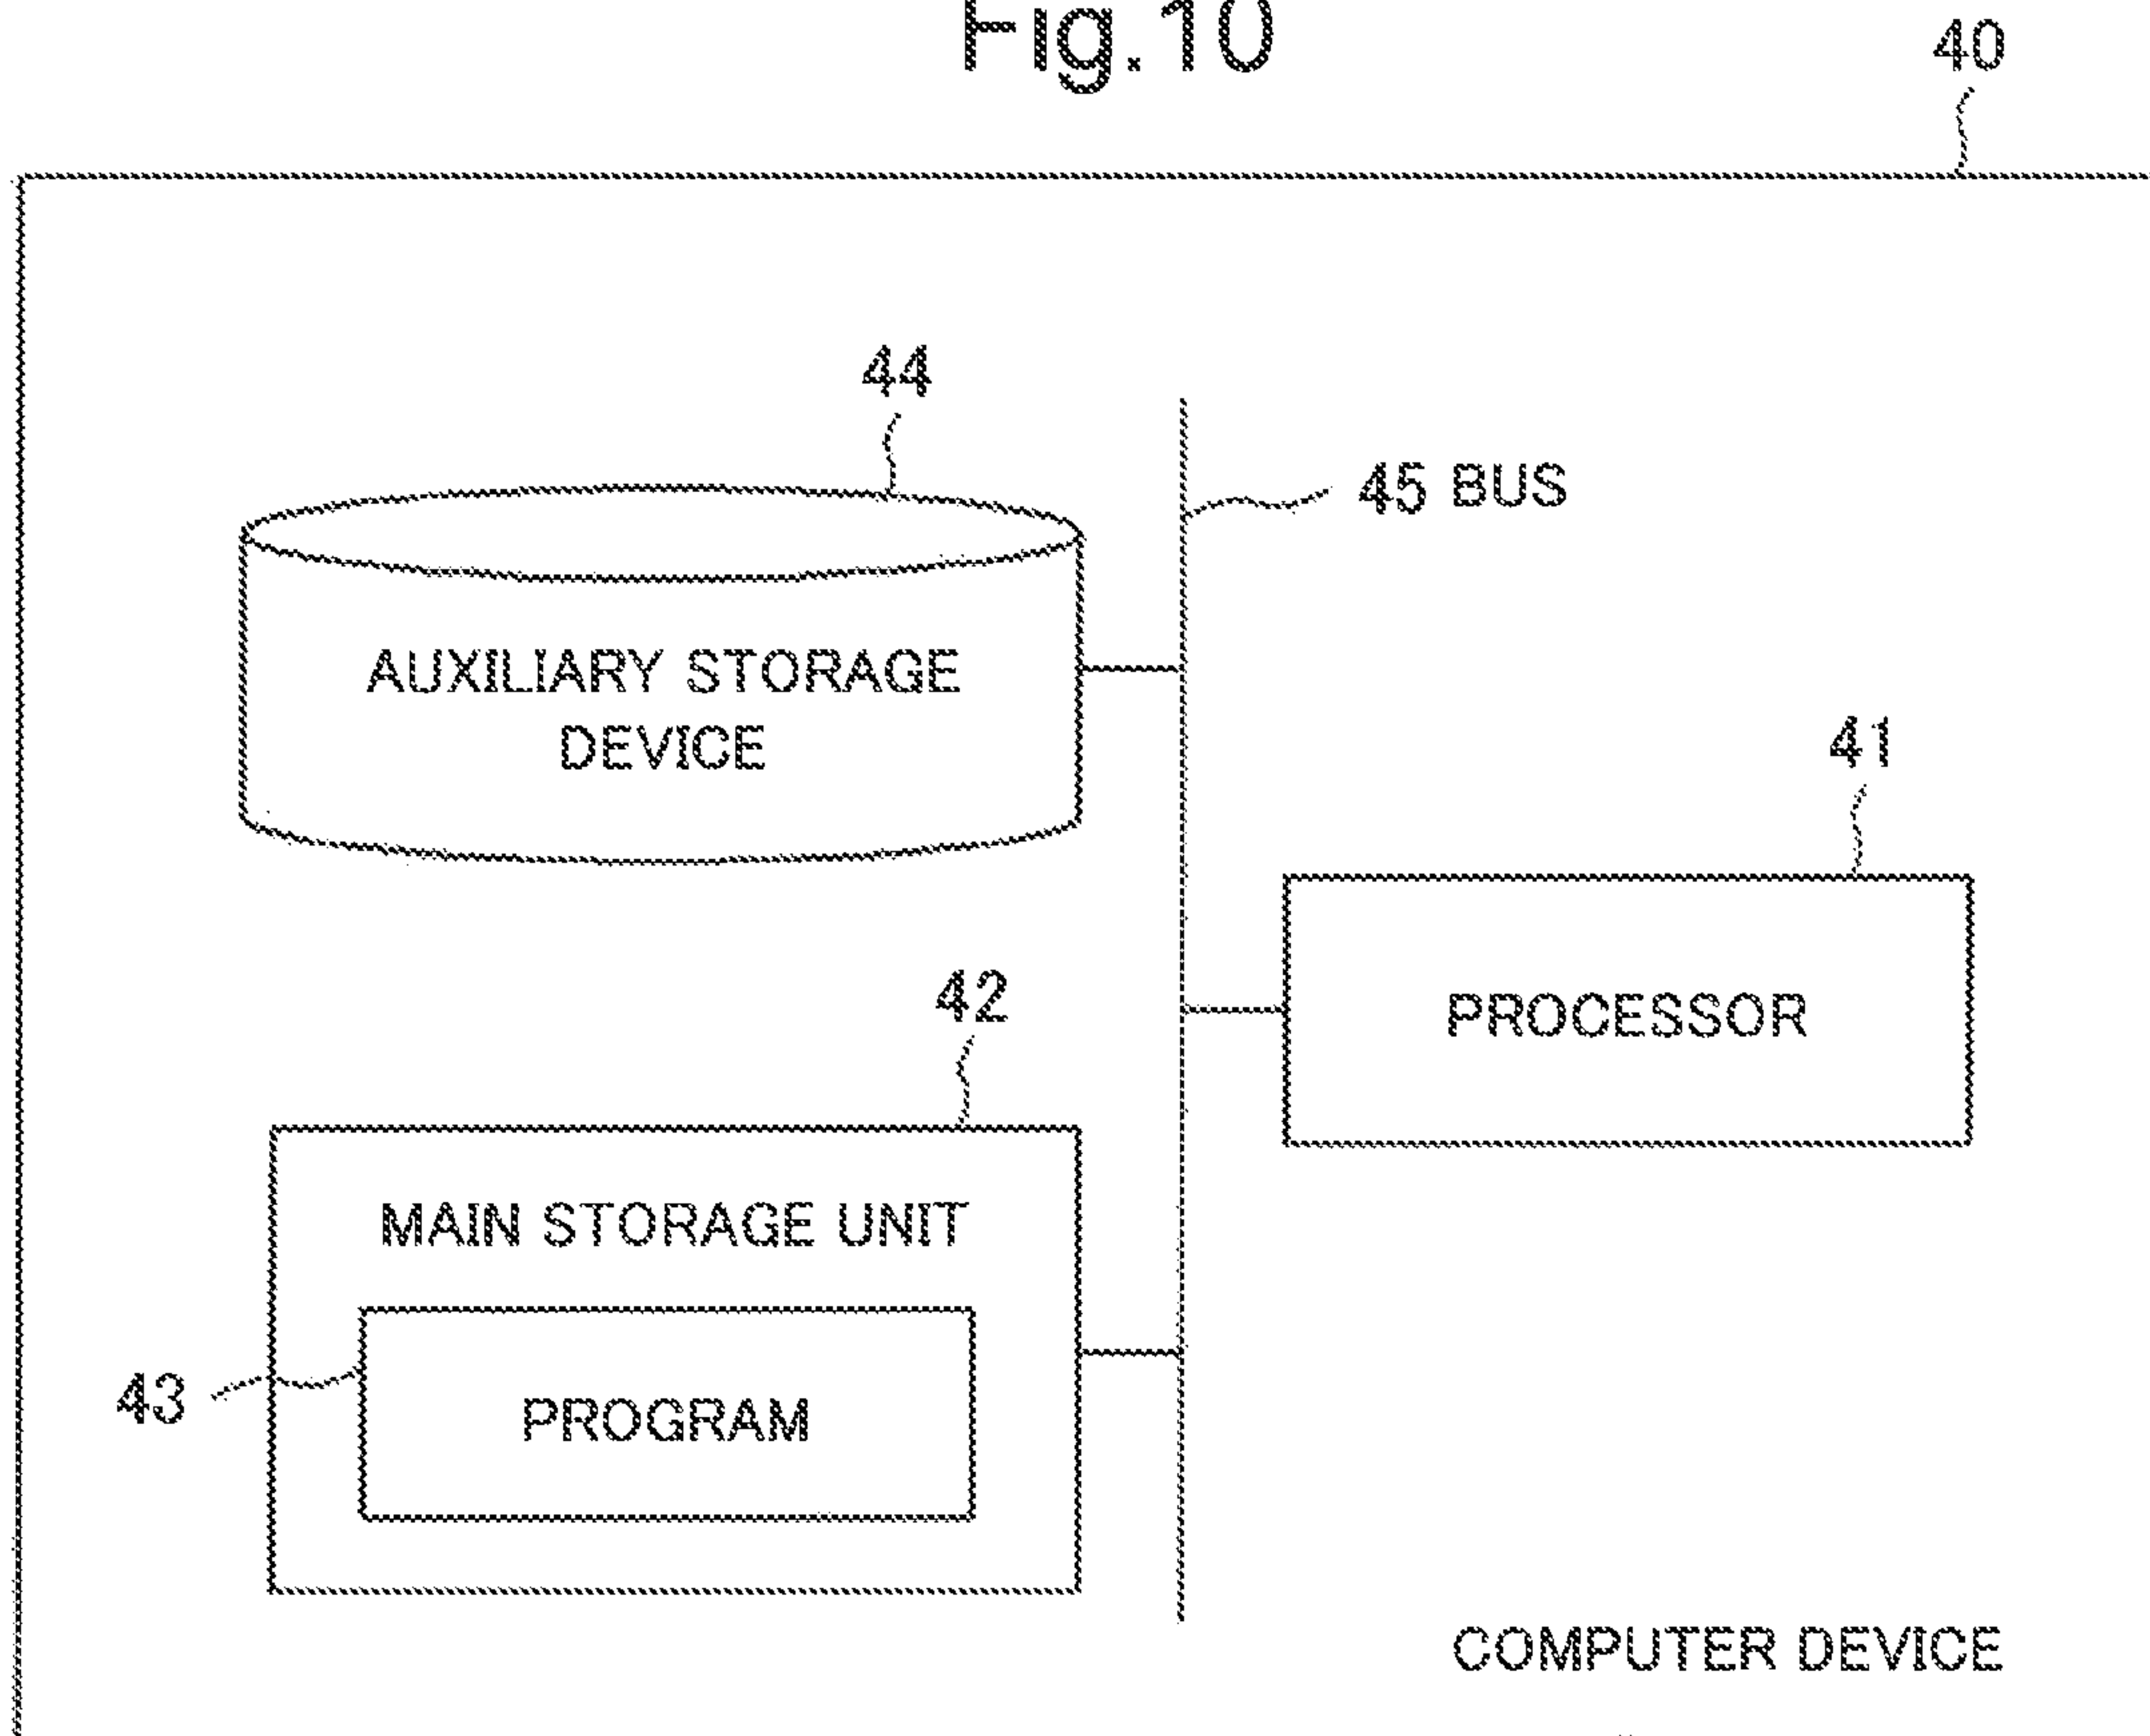 Fig.10
40
44
45 BUS
AUXILIARY STORAGE
DEVICE
41
42
PROCESSOR
MAIN STORAGE UNIT
43
PROGRAM
COMPUTER DEVICE